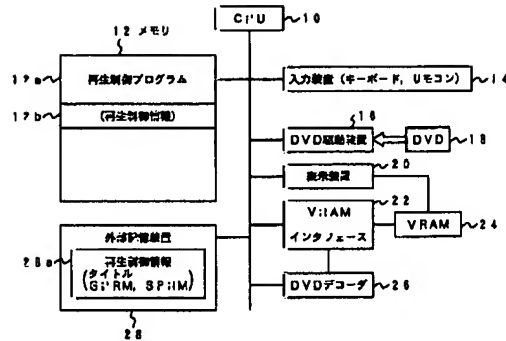 CPU 10
12 メモリ
12a 再生制御プログラム
入力装置 (キーボード, リモコン) 14
12b (再生制御情報)
16
DVD駆動装置 DVD 18
20
表示装置
22
VRAM
インタフェース
VRAM 24
外部記憶装置
28a 再生制御情報
(タイトル
GPRM, SPRM)
DVDデコーダ 26
28